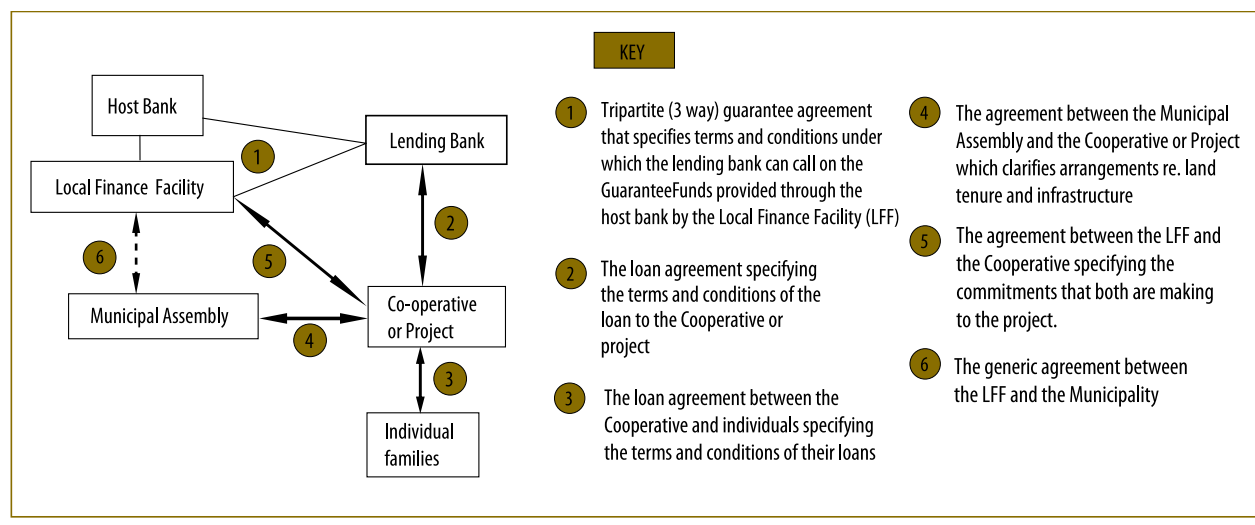 KEY
Host Bank
Lending Bank
1
Local Finance Facility
2
6
5
Municipal Assembly
Co-operative
or Project
4
3
Individual
families
1
Tripartite (3 way) guarantee agreement
that specifies terms and conditions under
which the lending bank can call on the
GuaranteeFunds provided through the
host bank by the Local Finance Facility (LFF)
2
The loan agreement specifying
the terms and conditions of the
loan to the Cooperative or
project
3
The loan agreement between the
Cooperative and individuals specifying
the terms and conditions of their loans
4
The agreement between the Municipal
Assembly and the Cooperative or Project
which clarifies arrangements re. land
tenure and infrastructure
5
The agreement between the LFF and
the Cooperative specifying the
commitments that both are making
to the project.
6
The generic agreement between
the LFF and the Municipality